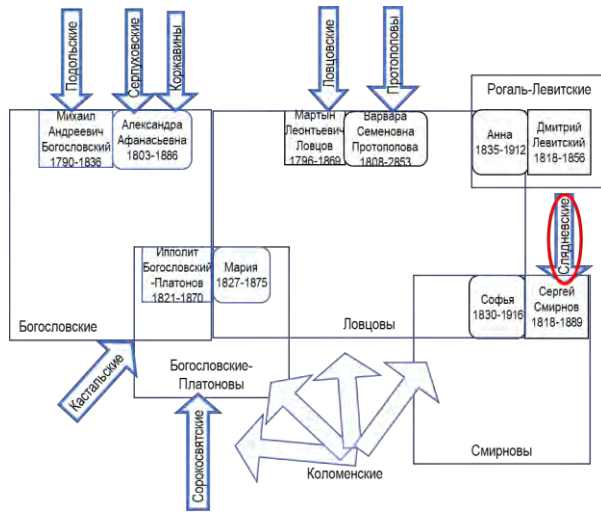 Подольские
Серпуховские
Коржавины
Ловцовские
Протопоповы
Рогаль-Левитские
Михаил
Андреевич
Богословский
1790-1836
Александра
Афанасьевна
1803-1886
Мартын
Леонтьевич
Ловцов
1796-1869
Варвара
Семеновна
Протопопова
1808-2853
Анна
1835-1912
Дмитрий
Левитский
1818-1856
Слядневские
Ипполит
Богословский
-Платонов
1821-1870
Мария
1827-1875
Софья
1830-1916
Сергей
Смирнов
1818-1889
Богословские
Ловцовы
Кастальские
Богословские-
Платоновы
Сорокосвятские
Коломенские
Смирновы